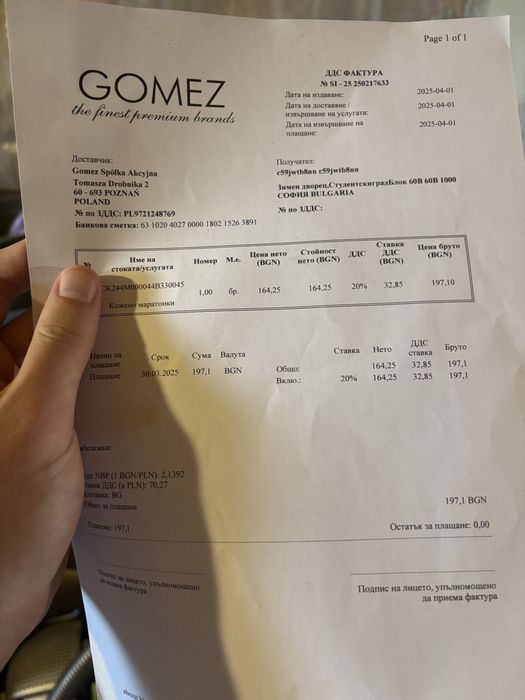 Page 1 of 1
GOMEZ
the finest premium brands
ДДС ФАКТУРА
№ SI - 25 250217633
Дата на издаване: 2025-04-01
Дата на доставяне / 2025-04-01
извършване на услугата:
Дата на извършване на 2025-04-01
плащане:
Доставчик:
Gomez Spólka Akcyjna
Tomasza Drobnika 2
60 - 693 POZNAŃ
POLAND
№ по ЗДДС: PL9721248769
Банкова сметка: 63 1020 4027 0000 1802 1526 3891
Получател:
c59jwtb8nn c59jwtb8nn
Зимен дворец,СтудентскиградБлок 60В 60В 1000
СОФИЯ BULGARIA
№ по ЗДДС:
№ Име на стоката/услугата Номер М.е. Цена нето (BGN) Стойност нето (BGN) ДДС Ставка ДДС (BGN) Цена бруто (BGN)
CK244M000044B330045 1,00 бр. 164,25 164,25 20% 32,85 197,10
Кожено маратонки
Начин на плащане Срок Сума Валута
Плащане 30.03.2025 197,1 BGN
Ставка Нето ДДС ставка Бруто
Общо: 164,25 32,85 197,1
Вклю.: 20% 164,25 32,85 197,1
NBP (1 BGN/PLN): 2,1392
ДДС (в PLN): 70,27
BG
Общо за плащане 197,1 BGN
Платено: 197,1 Остатък за плащане: 0,00
Подпис на лицето, упълномощено
да издава фактура
Подпис на лицето, упълномощено
да приема фактура